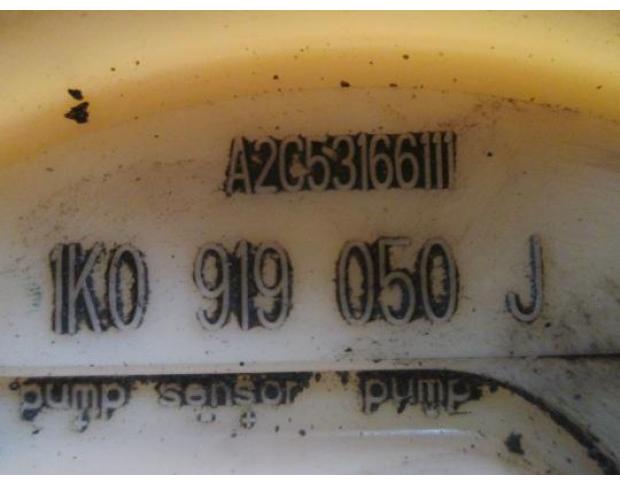 A2C53166111
1K0 919 050 J
pump sensor pump
+ - + -